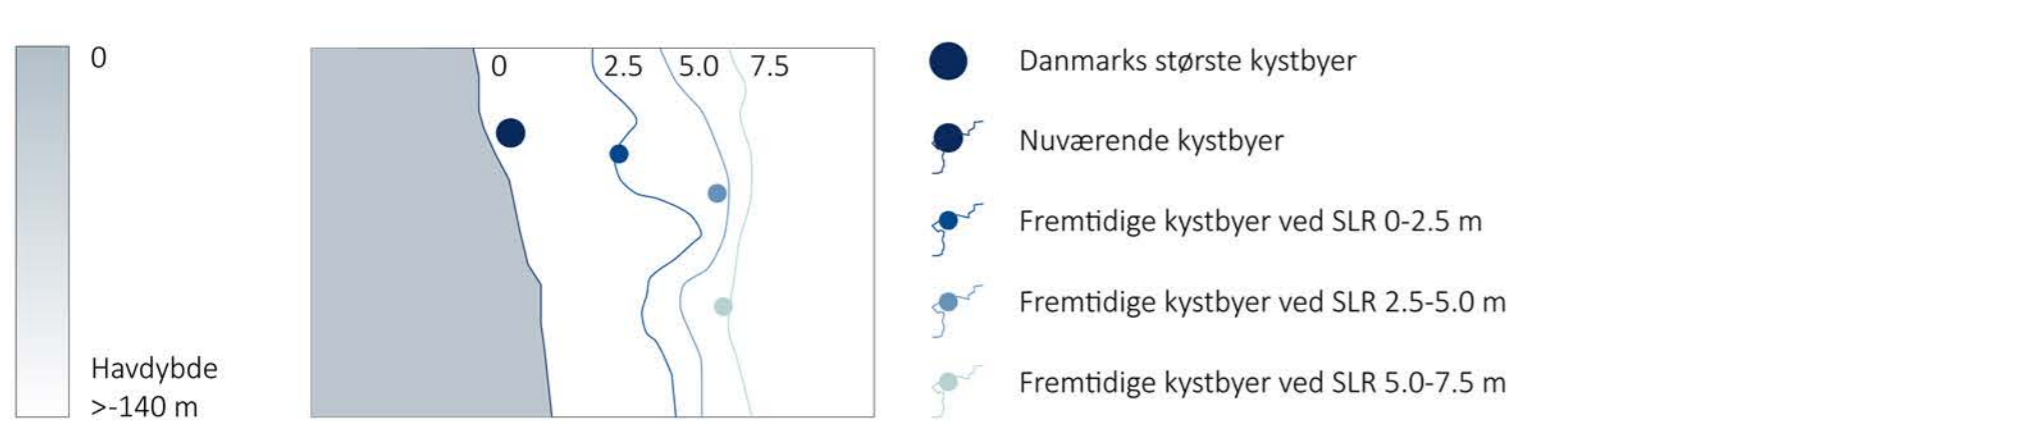 0
Havdybde
>-140 m
0 2.5 5.0 7.5
Danmarks største kystbyer
Nuværende kystbyer
Fremtidige kystbyer ved SLR 0-2.5 m
Fremtidige kystbyer ved SLR 2.5-5.0 m
Fremtidige kystbyer ved SLR 5.0-7.5 m